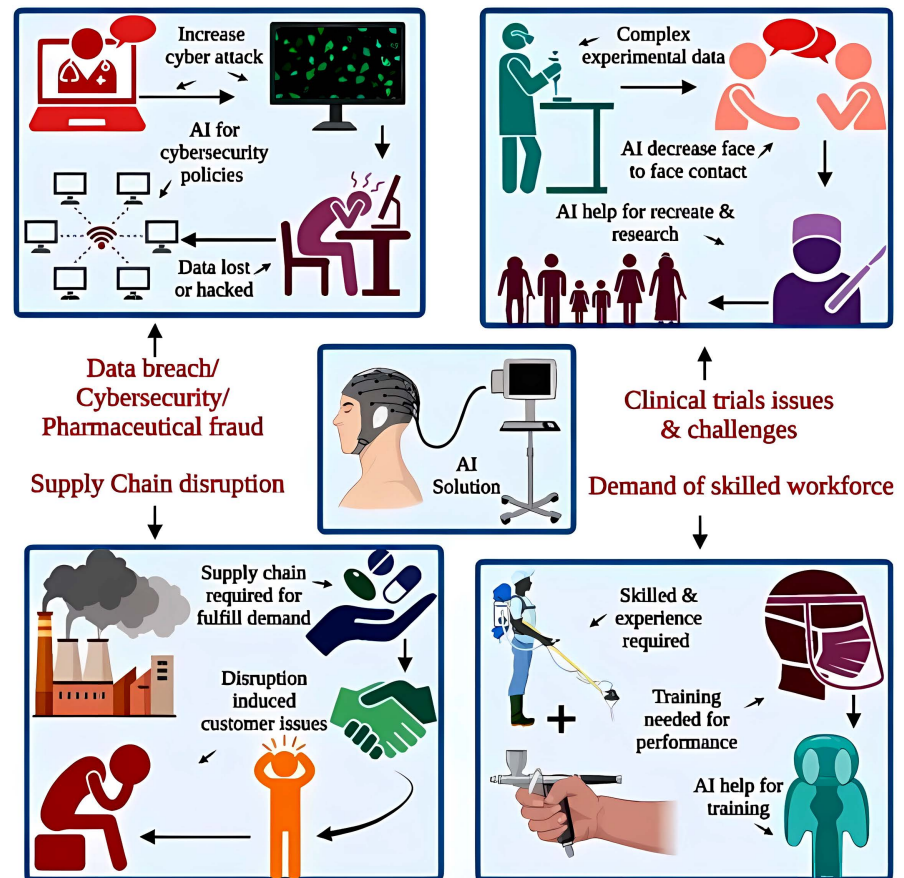 Increase
cyber attack
AI for
cybersecurity
policies
Data lost
or hacked
Complex
experimental data
AI decrease face
to face contact
AI help for recreate &
research
Data breach/
Cybersecurity/
Pharmaceutical fraud
Clinical trials issues
& challenges
AI
Solution
Supply Chain disruption
Demand of skilled workforce
Supply chain
required for
fulfill demand
Disruption
induced
customer issues
Skilled &
experience
required
Training
needed for
performance
AI help for
training